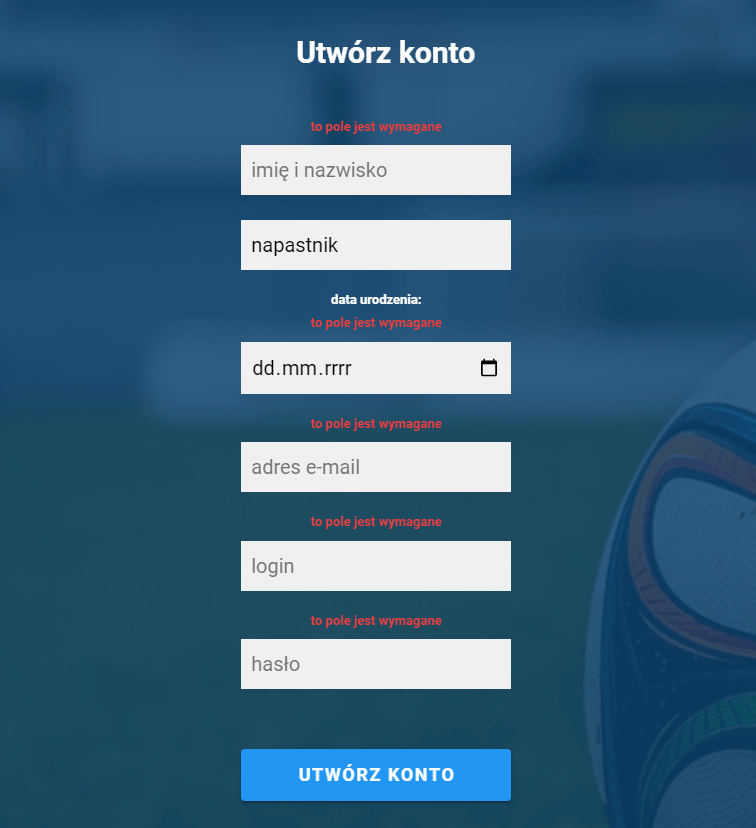 Utwórz konto
to pole jest wymagane
imię i nazwisko
napastnik
data urodzenia:
to pole jest wymagane
dd.mm.rrrr
to pole jest wymagane
adres e-mail
to pole jest wymagane
login
to pole jest wymagane
hasło
UTWÓRZ KONTO